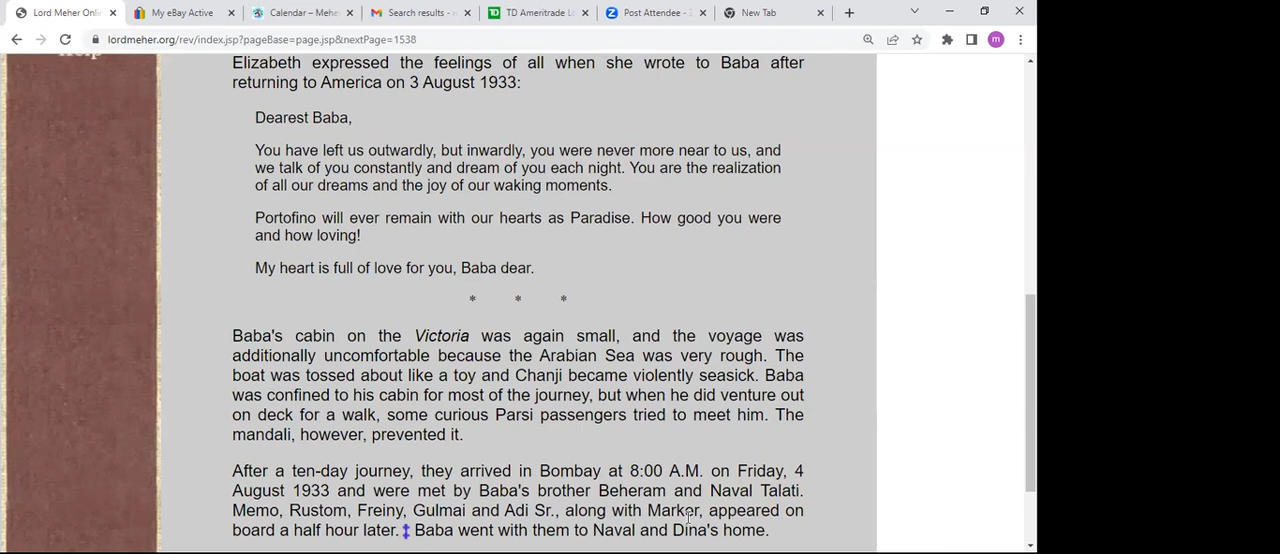 Lord Meher Onli
My eBay Active
Calendar – Mehe
Search results -
TD Ameritrade Lo
Post Attendee - Z
New Tab
lordmeher.org/rev/index.jsp?pageBase=page.jsp&nextPage=1538
m
Help
Elizabeth expressed the feelings of all when she wrote to Baba after
returning to America on 3 August 1933:
Dearest Baba,
You have left us outwardly, but inwardly, you were never more near to us, and
we talk of you constantly and dream of you each night. You are the realization
of all our dreams and the joy of our waking moments.
Portofino will ever remain with our hearts as Paradise. How good you were
and how loving!
My heart is full of love for you, Baba dear.
* * *
Baba's cabin on the Victoria was again small, and the voyage was
additionally uncomfortable because the Arabian Sea was very rough. The
boat was tossed about like a toy and Chanji became violently seasick. Baba
was confined to his cabin for most of the journey, but when he did venture out
on deck for a walk, some curious Parsi passengers tried to meet him. The
mandali, however, prevented it.
After a ten-day journey, they arrived in Bombay at 8:00 A.M. on Friday, 4
August 1933 and were met by Baba's brother Beheram and Naval Talati.
Memo, Rustom, Freiny, Gulmai and Adi Sr., along with Marker, appeared on
board a half hour later.‡ Baba went with them to Naval and Dina's home.